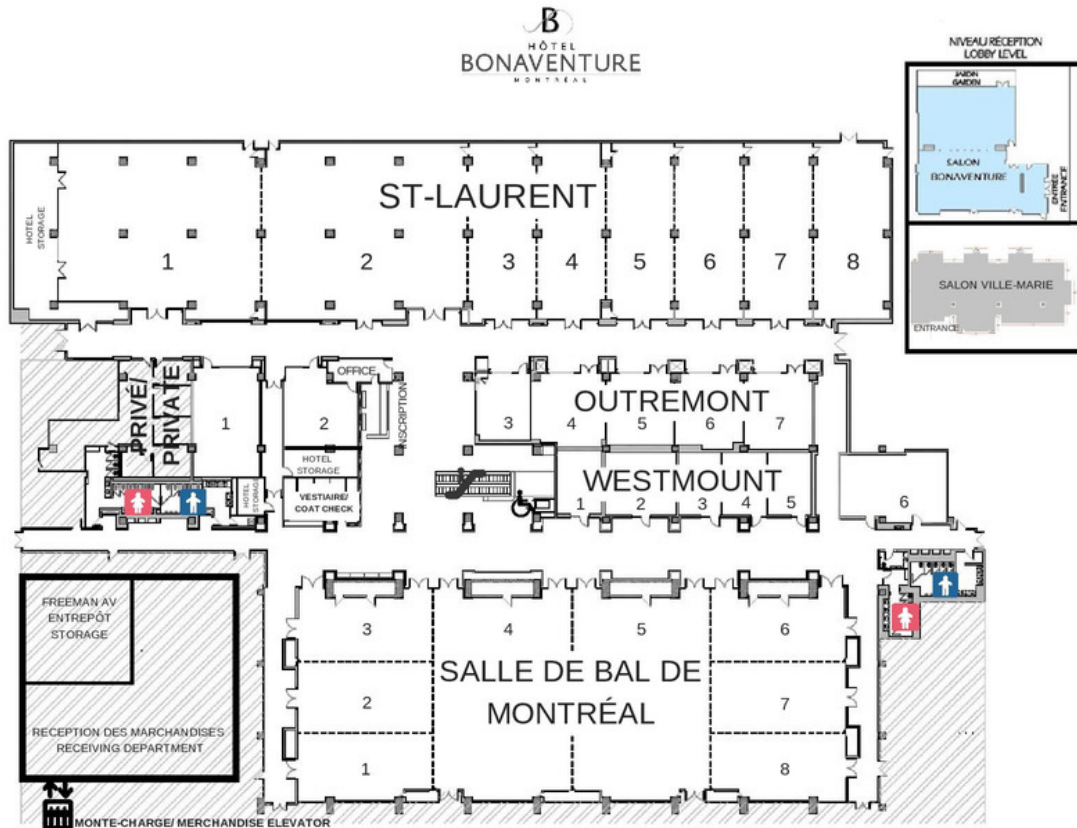 B
HÔTEL
BONAVENTURE
MONTRÉAL
NIVEAU RÉCEPTION
LOBBY LEVEL
JARDIN
GARDEN
SALON
BONAVENTURE
ENTRÉE
ENTRANCE
SALON VILLE-MARIE
ENTRANCE
HOTEL
STORAGE
ST-LAURENT
1
2
3
4
5
6
7
8
PRIVÉ/
PRIVATE
1
OFFICE
2
INSCRIPTION
HOTEL
STORAGE
HOTEL
STORAGE
VESTIAIRE/
COAT CHECK
OUTREMONT
3
4
5
6
7
WESTMOUNT
1
2
3
4
5
6
FREEMAN AV
ENTREPÔT
STORAGE
RECEPTION DES MARCHANDISES
RECEIVING DEPARTMENT
MONTE-CHARGE/ MERCHANDISE ELEVATOR
3
4
5
6
SALLE DE BAL DE
MONTRÉAL
2
7
1
8